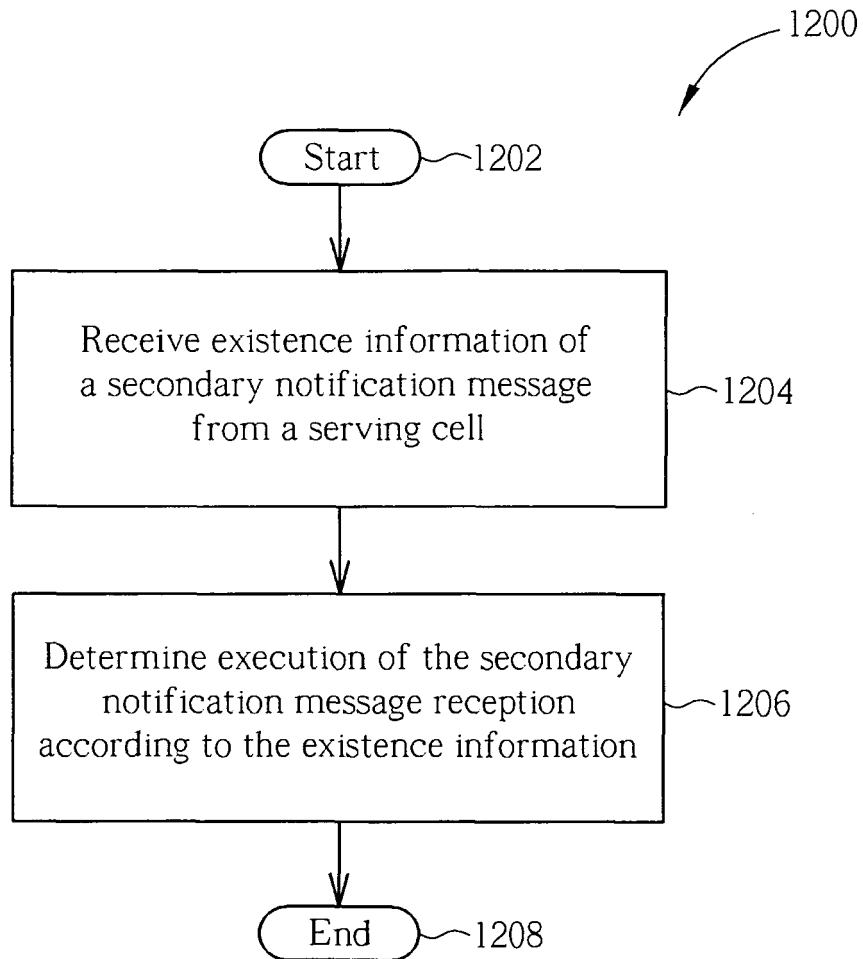 1200
Start
1202
Receive existence information of
a secondary notification message
from a serving cell
1204
Determine execution of the secondary
notification message reception
according to the existence information
1206
End
1208